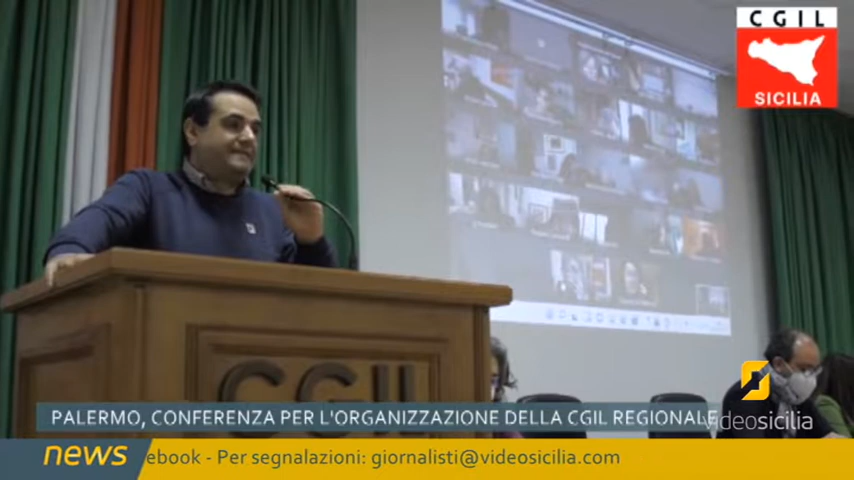 CGIL
SICILIA
CGIL
PALERMO, CONFERENZA PER L'ORGANIZZAZIONE DELLA CGIL REGIONALE
videosicilia
news
ebook - Per segnalazioni: giornalisti@videosicilia.com